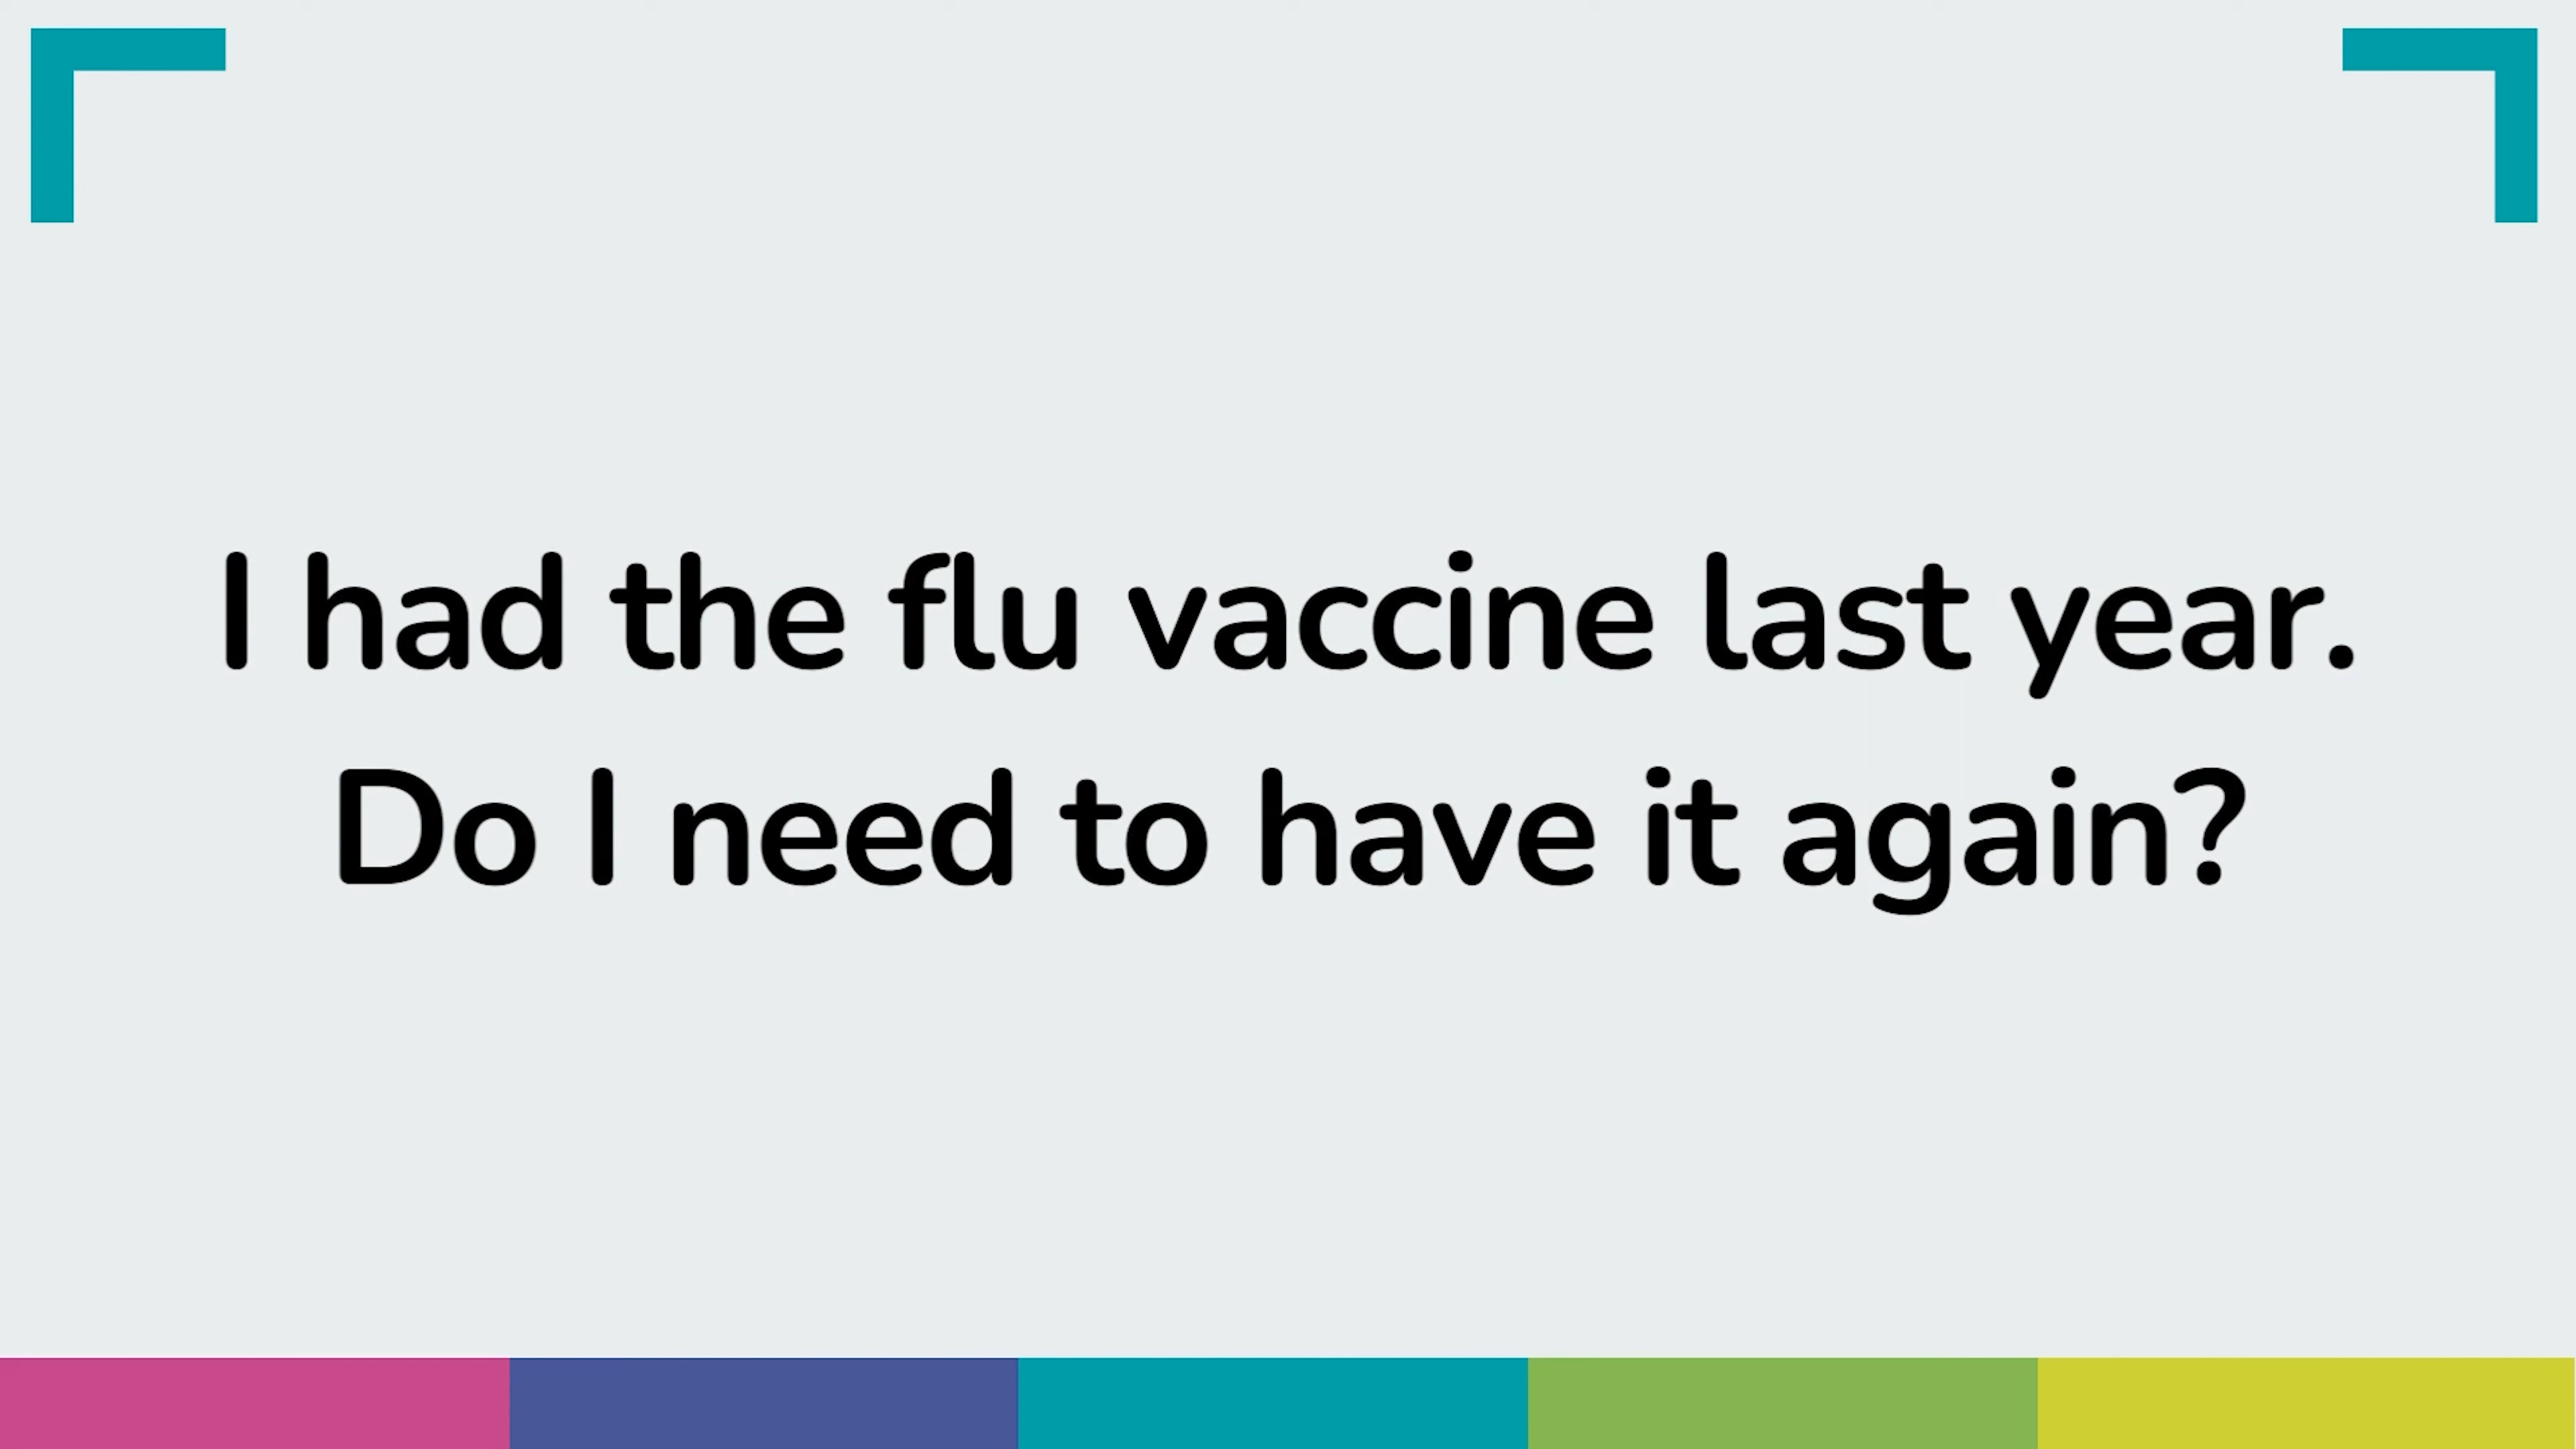 I had the flu vaccine last year.
Do I need to have it again?